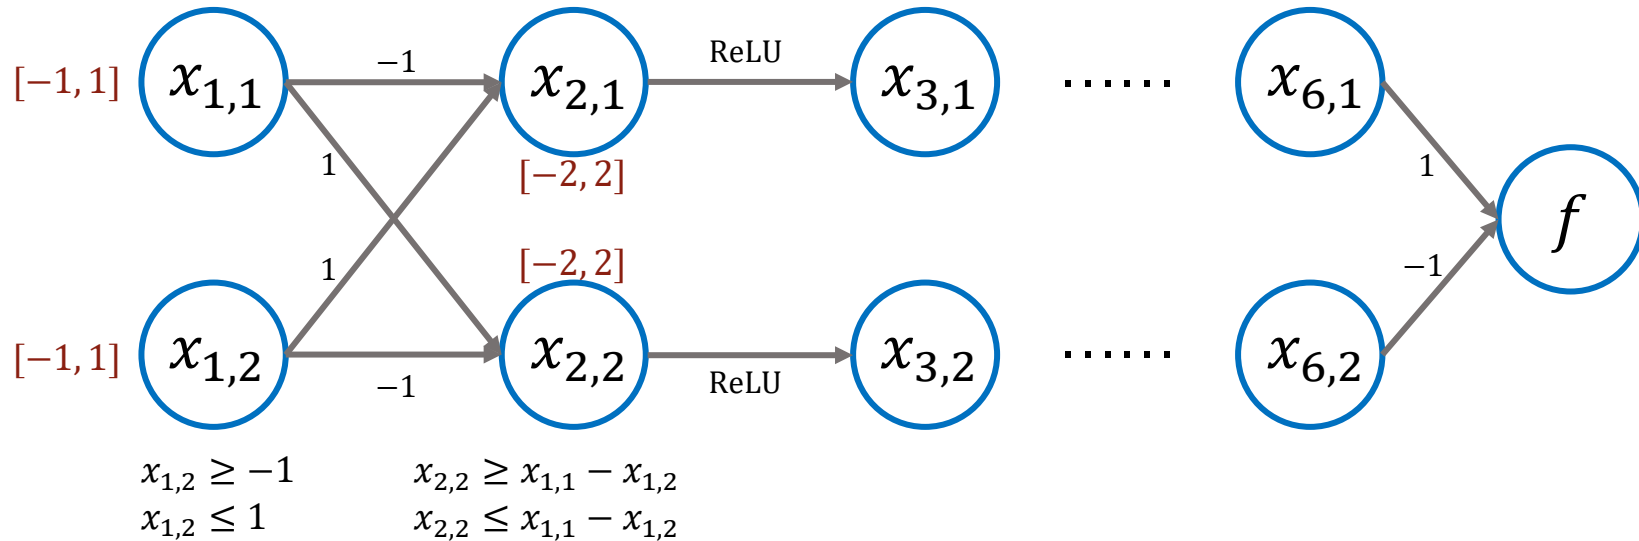 [−1, 1]
x₁,₁
−1
x₂,₁
[−2, 2]
ReLU
x₃,₁
⋯⋯
x₆,₁
1
1
1
f
[−1, 1]
x₁,₂
−1
[−2, 2]
x₂,₂
ReLU
x₃,₂
⋯⋯
x₆,₂
−1
x₁,₂ ≥ −1
x₁,₂ ≤ 1
x₂,₂ ≥ x₁,₁ − x₁,₂
x₂,₂ ≤ x₁,₁ − x₁,₂